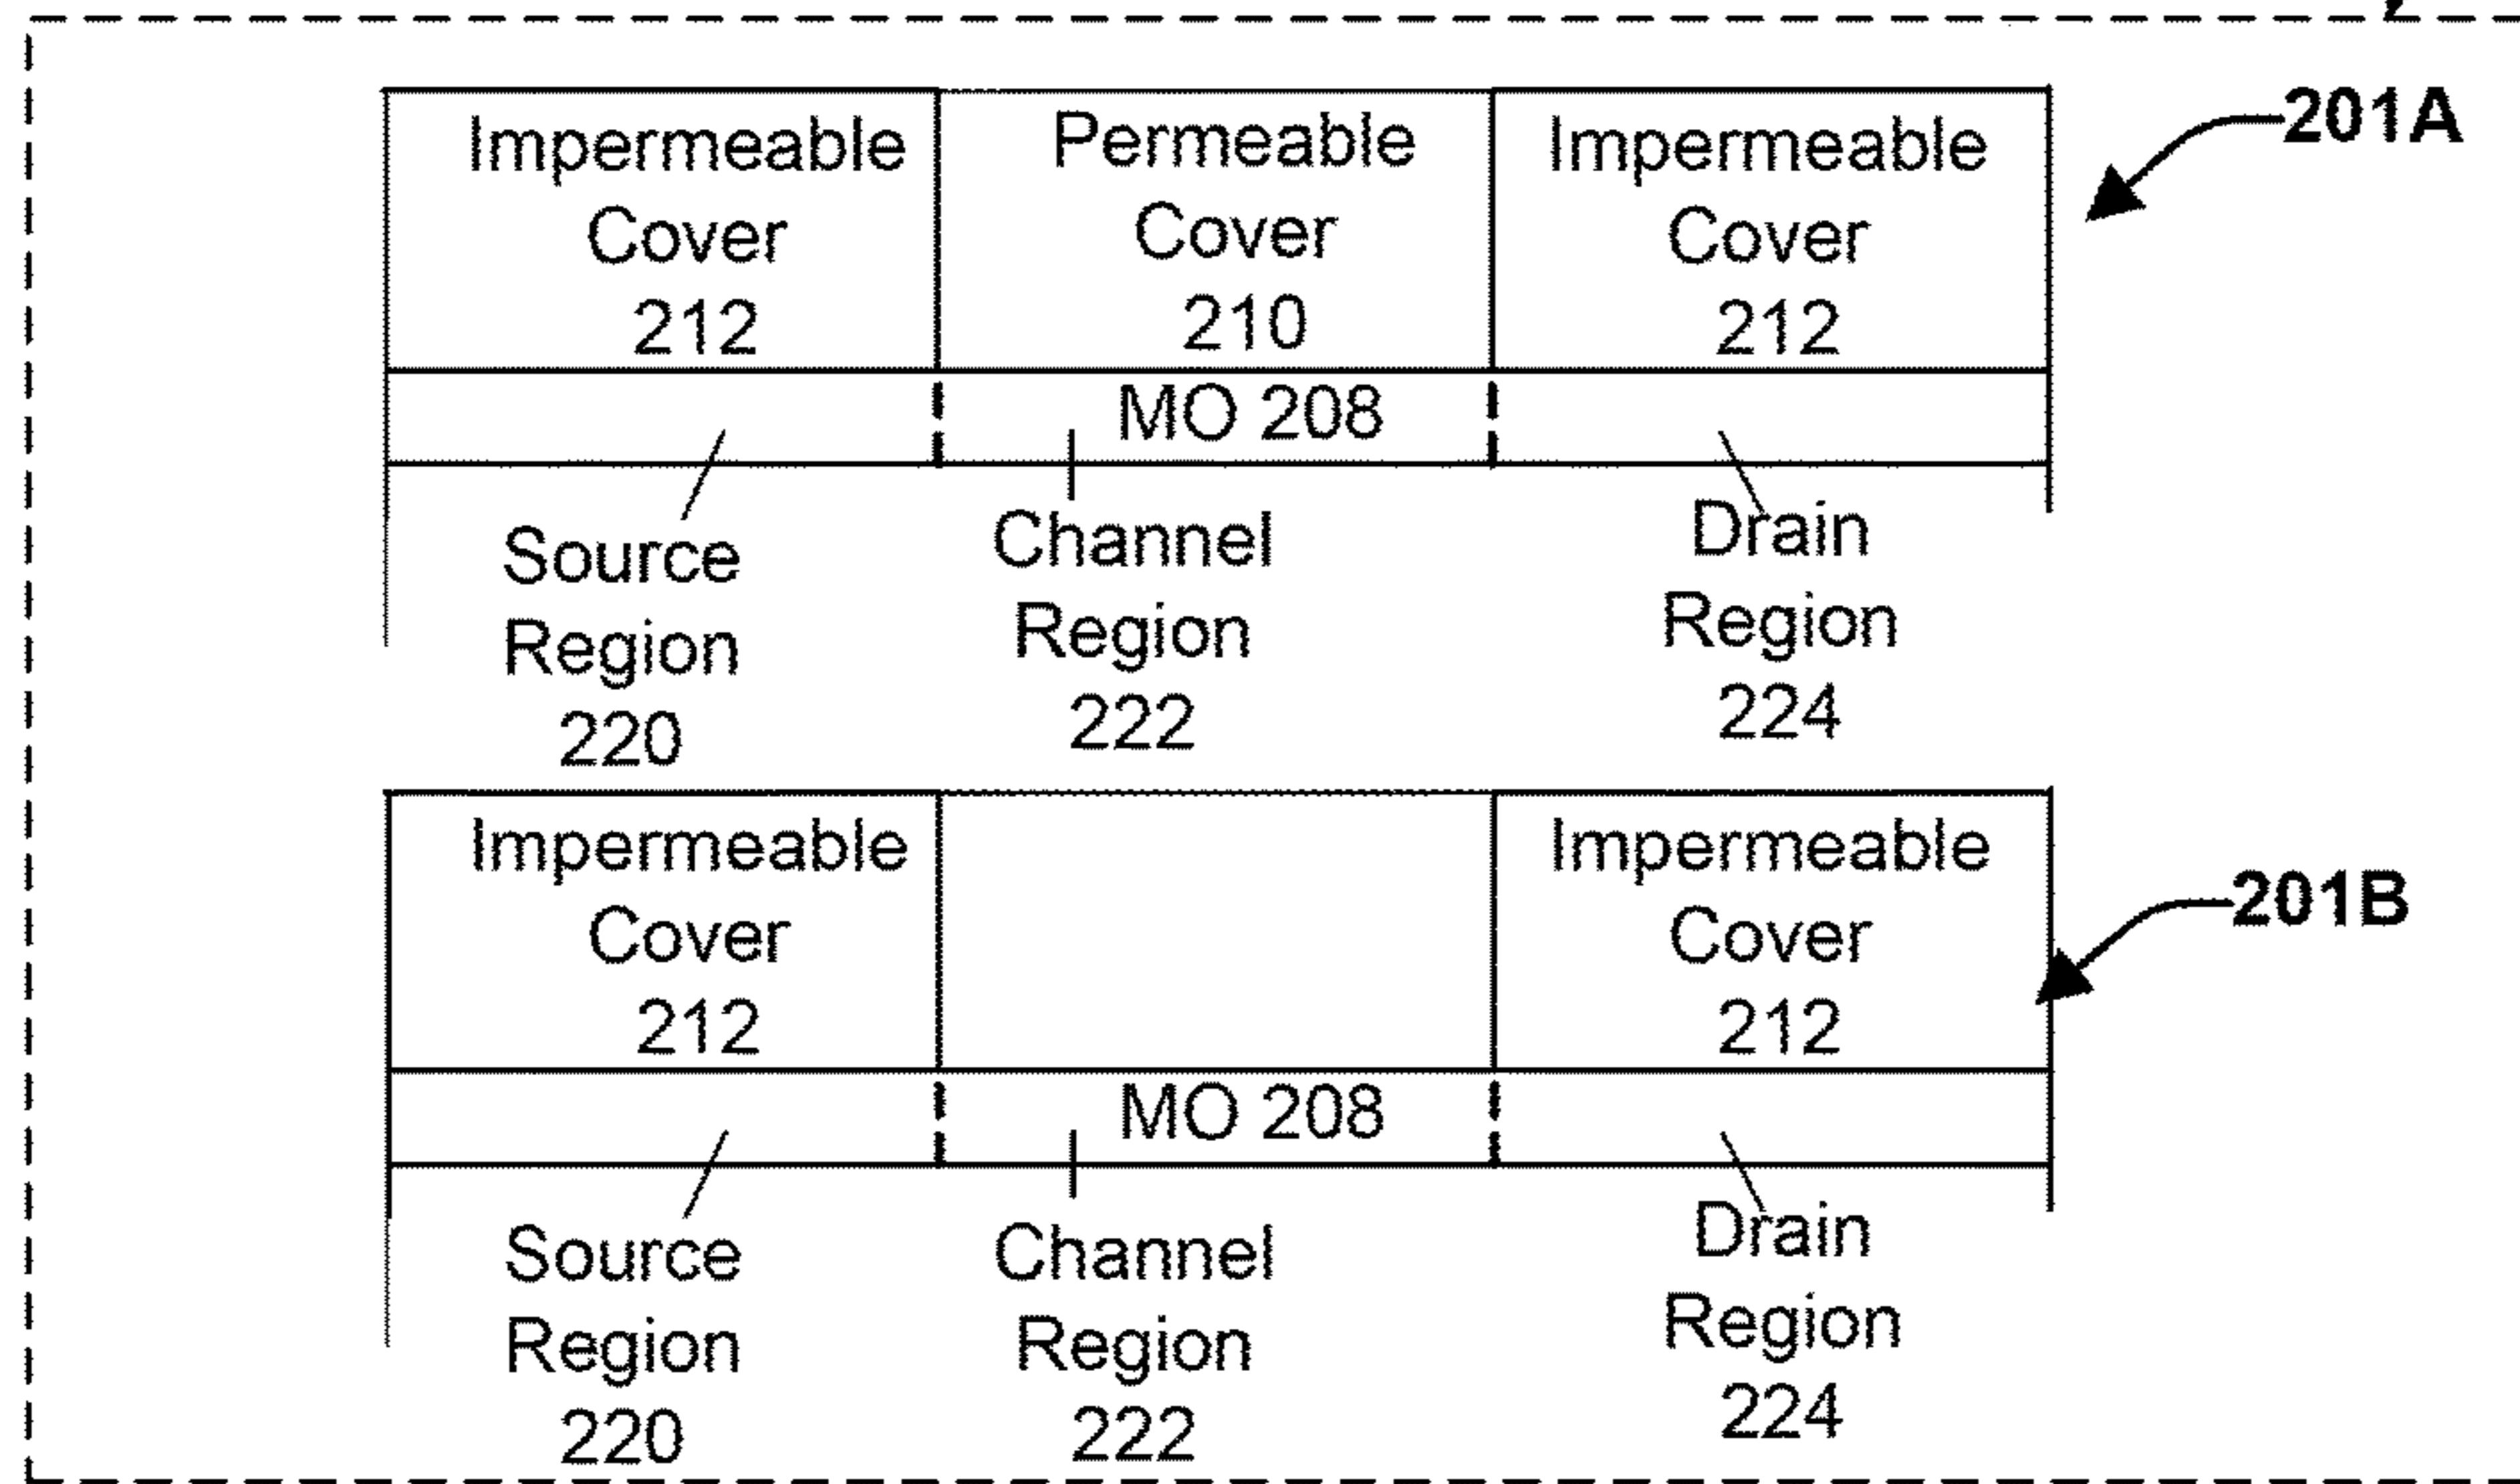 201A
Impermeable
Cover
212
Permeable
Cover
210
Impermeable
Cover
212
MO 208
Source
Region
220
Channel
Region
222
Drain
Region
224
201B
Impermeable
Cover
212
Impermeable
Cover
212
MO 208
Source
Region
220
Channel
Region
222
Drain
Region
224